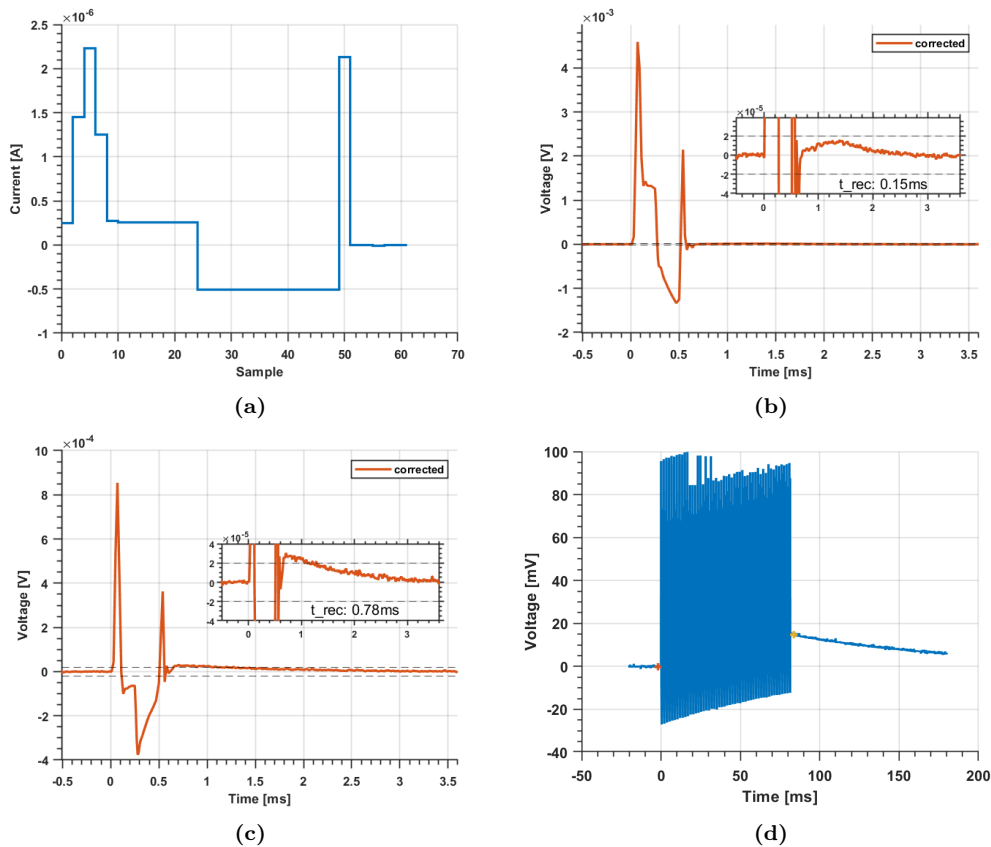 ×10⁻⁶
2.5
2
1.5
1
0.5
0
-0.5
-1
Current [A]
0 10 20 30 40 50 60 70
Sample
(a)
×10⁻³
5
4
3
2
1
0
-1
-2
Voltage [V]
corrected
×10⁻⁵
4
2
0
-2
-4
t_rec: 0.15ms
0 1 2 3
-0.5 0 0.5 1 1.5 2 2.5 3 3.5
Time [ms]
(b)
×10⁻⁴
10
8
6
4
2
0
-2
-4
Voltage [V]
corrected
×10⁻⁵
4
2
0
-2
-4
t_rec: 0.78ms
0 1 2 3
-0.5 0 0.5 1 1.5 2 2.5 3 3.5
Time [ms]
(c)
100
80
60
40
20
0
-20
-40
Voltage [mV]
-50 0 50 100 150 200
Time [ms]
(d)